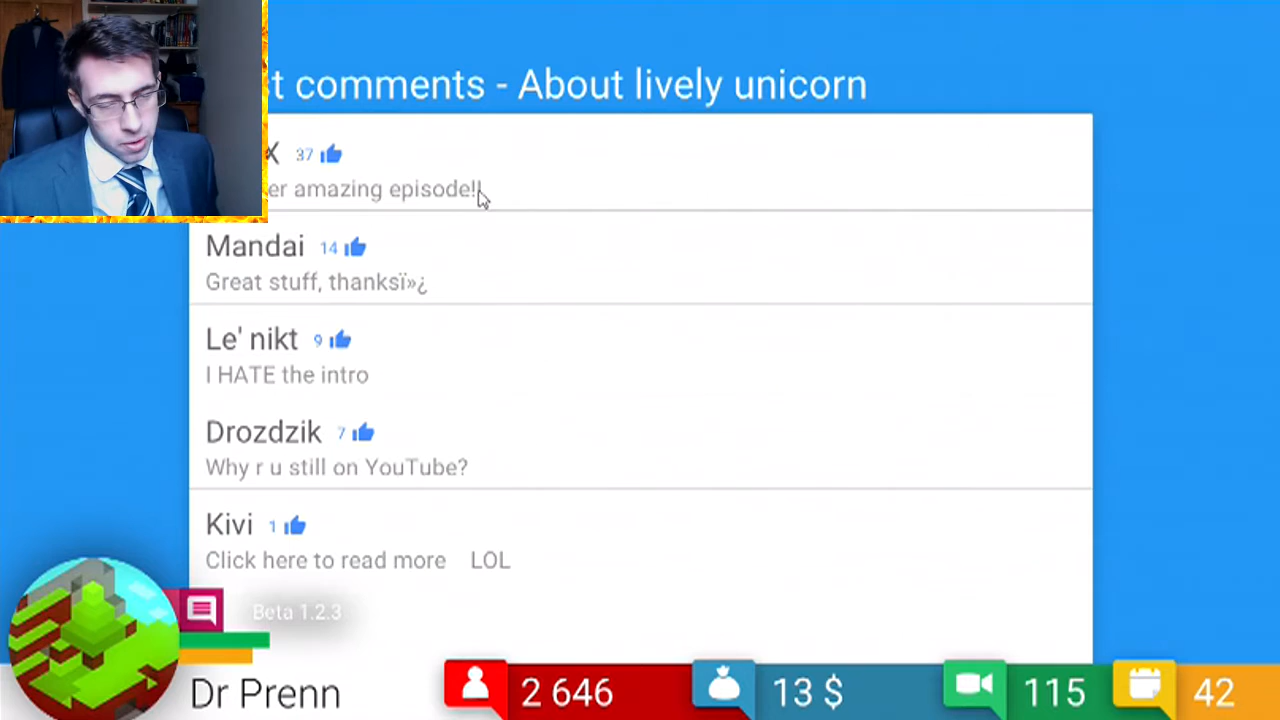 t comments - About lively unicorn
X 37
er amazing episode!!
Mandai 14
Great stuff, thanksï»¿
Le' nikt 9
I HATE the intro
Drozdzik 7
Why r u still on YouTube?
Kivi 1
Click here to read more LOL
Beta 1.2.3
Dr Prenn
2 646
13 $
115
42